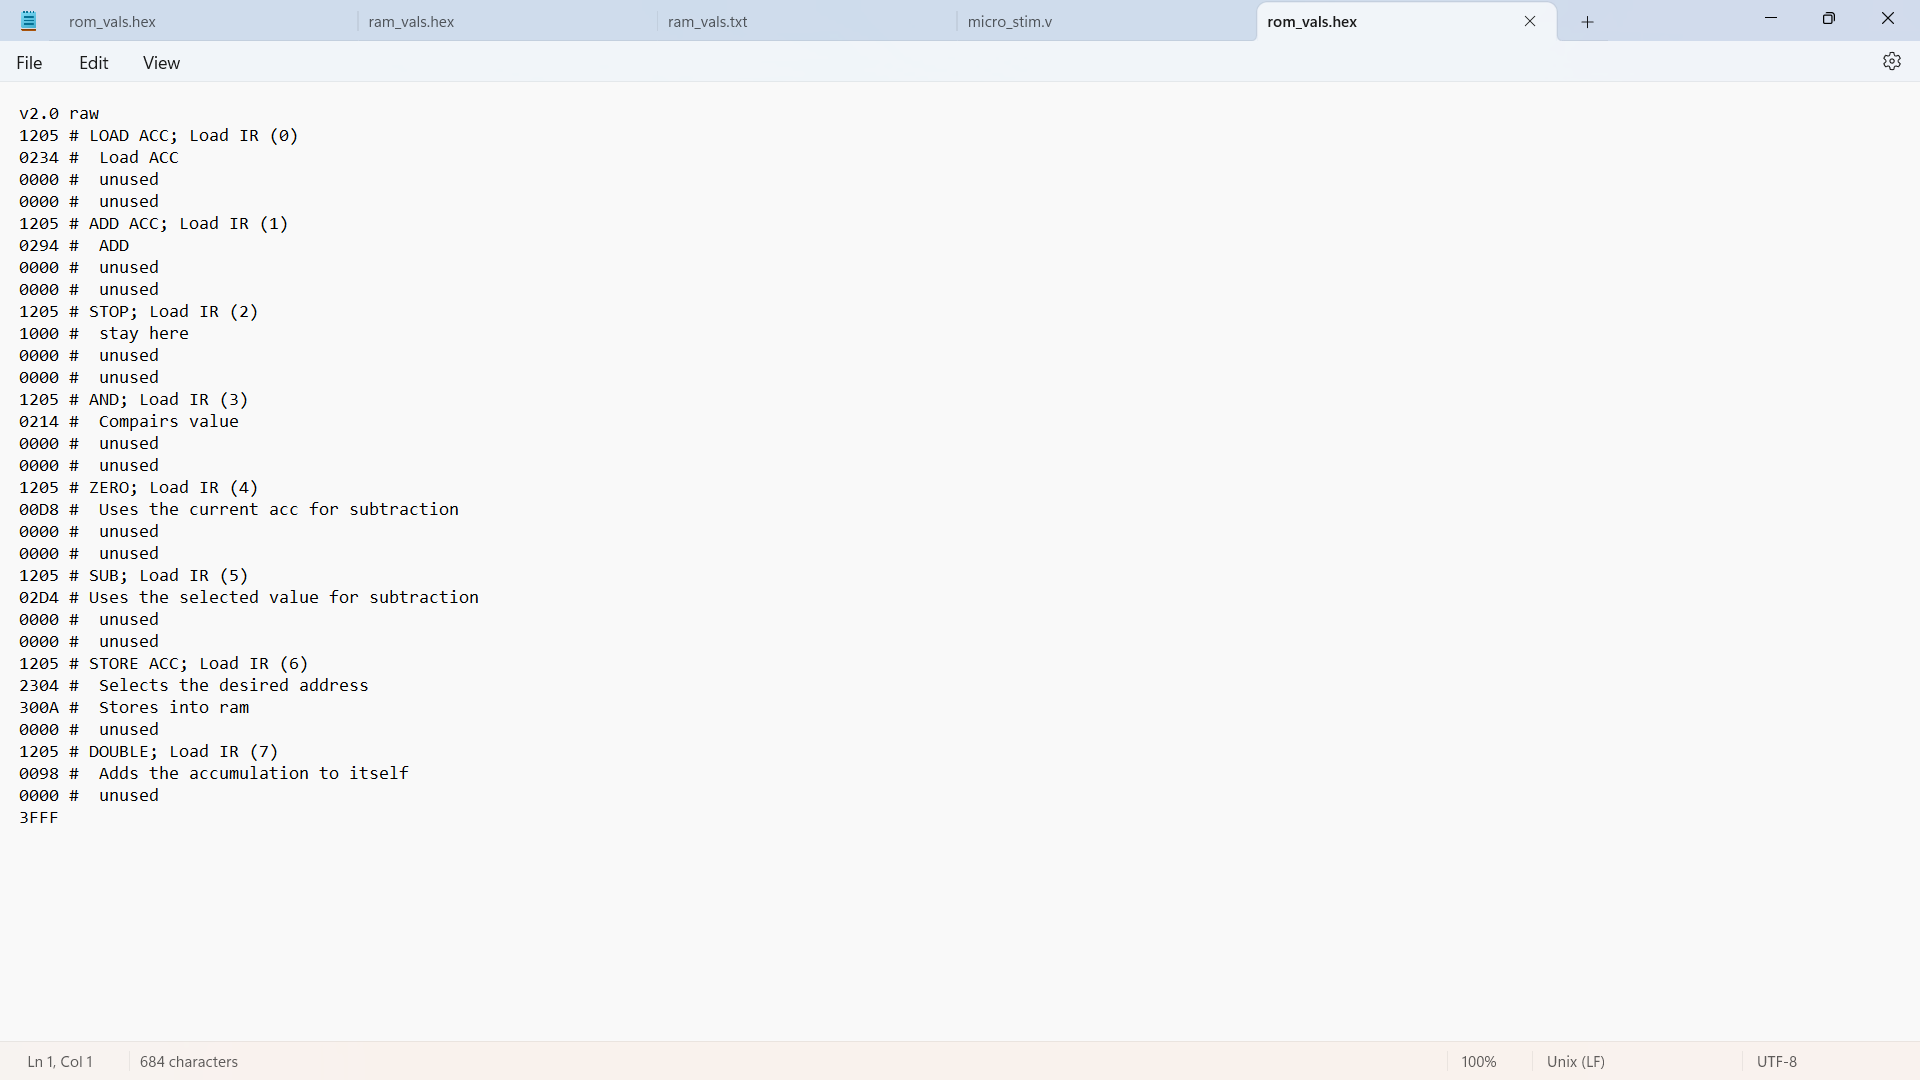 rom_vals.hex
ram_vals.hex
ram_vals.txt
micro_stim.v
rom_vals.hex
File Edit View
v2.0 raw
1205 # LOAD ACC; Load IR (0)
0234 #  Load ACC
0000 #  unused
0000 #  unused
1205 # ADD ACC; Load IR (1)
0294 #  ADD
0000 #  unused
0000 #  unused
1205 # STOP; Load IR (2)
1000 #  stay here
0000 #  unused
0000 #  unused
1205 # AND; Load IR (3)
0214 #  Compairs value
0000 #  unused
0000 #  unused
1205 # ZERO; Load IR (4)
00D8 #  Uses the current acc for subtraction
0000 #  unused
0000 #  unused
1205 # SUB; Load IR (5)
02D4 # Uses the selected value for subtraction
0000 #  unused
0000 #  unused
1205 # STORE ACC; Load IR (6)
2304 #  Selects the desired address
300A #  Stores into ram
0000 #  unused
1205 # DOUBLE; Load IR (7)
0098 #  Adds the accumulation to itself
0000 #  unused
3FFF
Ln 1, Col 1
684 characters
100%
Unix (LF)
UTF-8